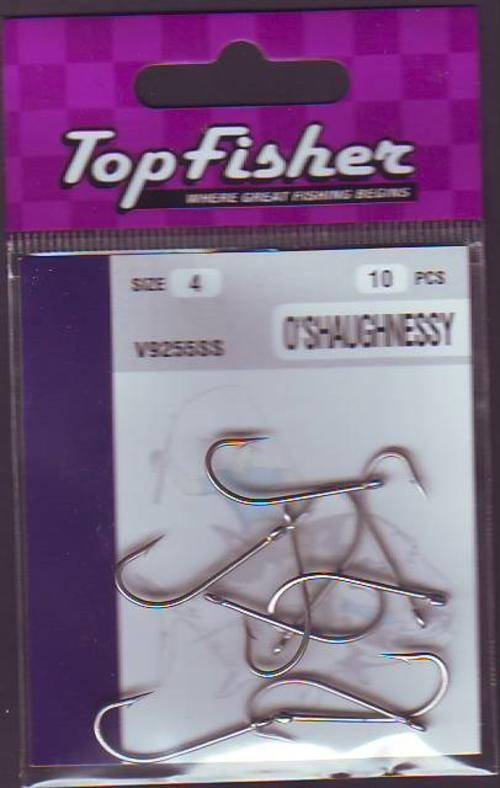 TopFisher
WHERE GREAT FISHING BEGINS
SIZE 4 10 PCS
V9255SS O'SHAUGHNESSY